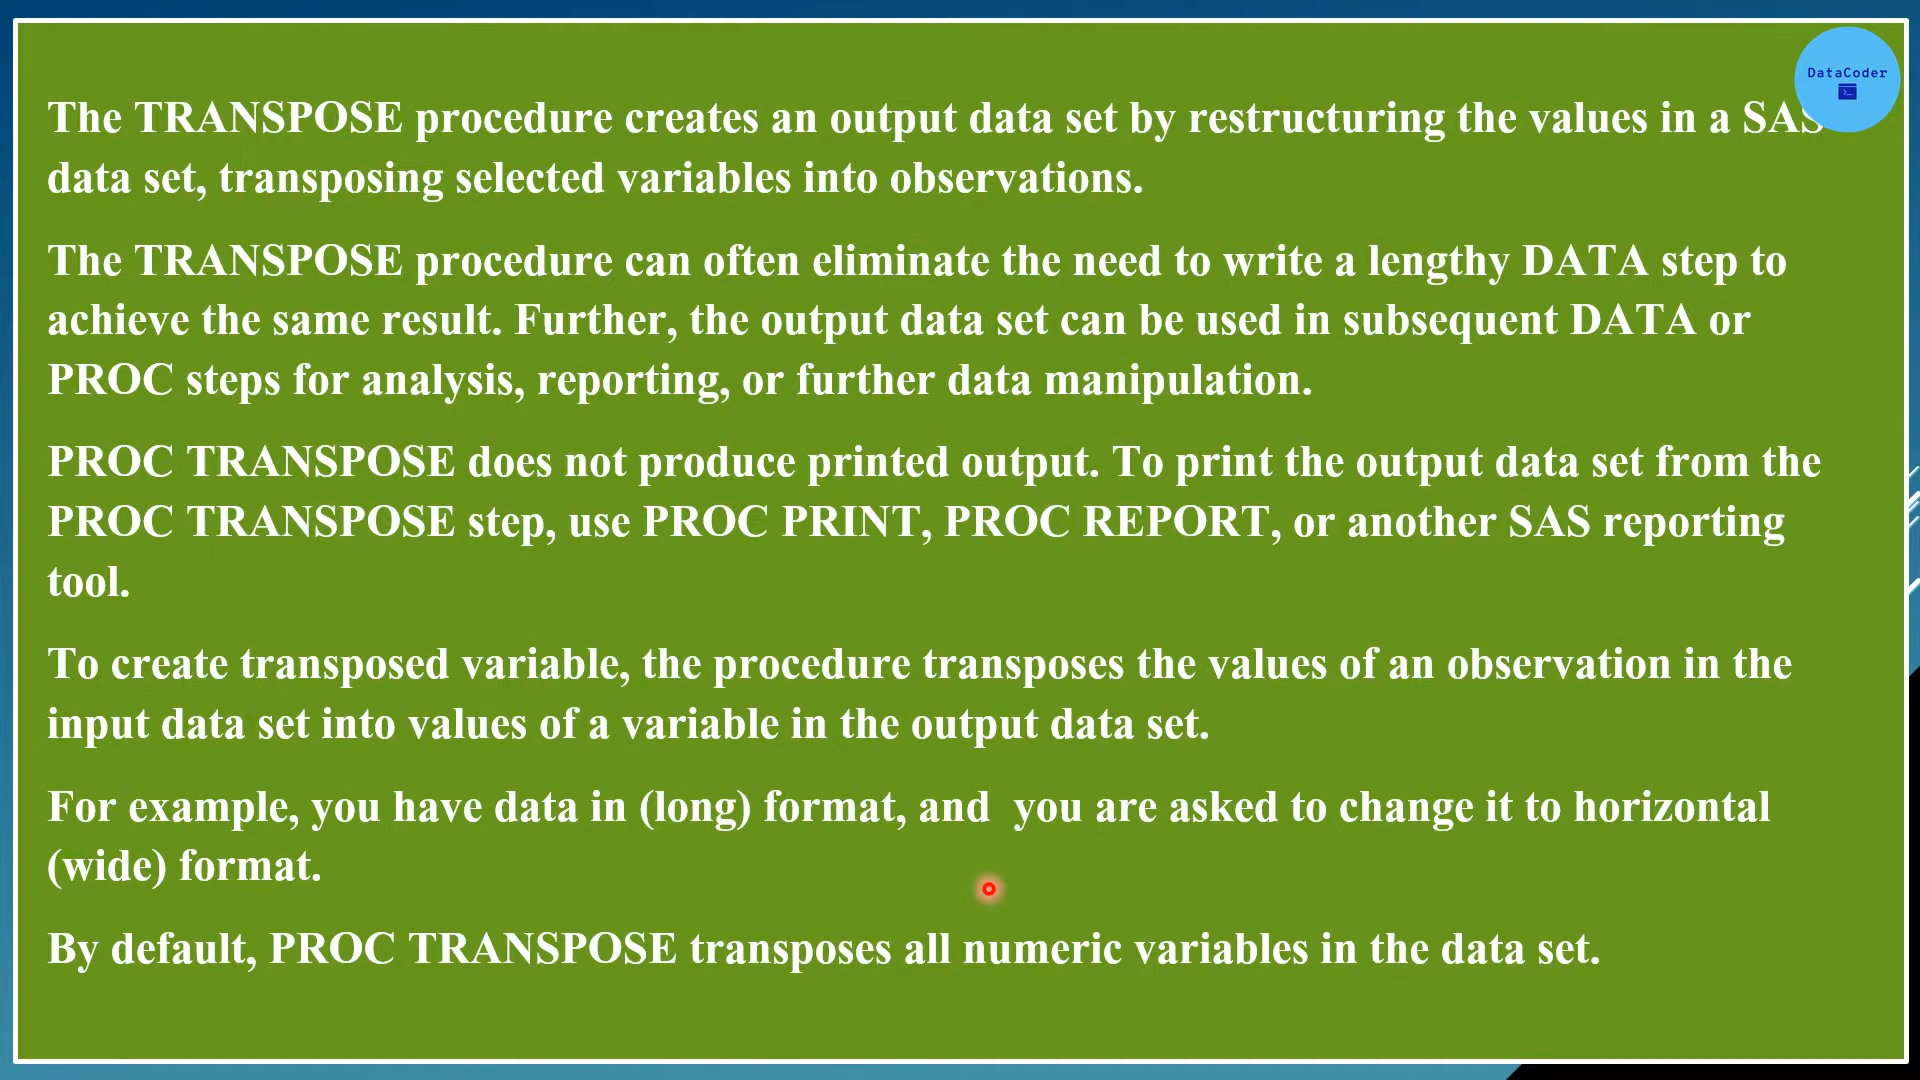 DataCoder
The TRANSPOSE procedure creates an output data set by restructuring the values in a SAS
data set, transposing selected variables into observations.
The TRANSPOSE procedure can often eliminate the need to write a lengthy DATA step to
achieve the same result. Further, the output data set can be used in subsequent DATA or
PROC steps for analysis, reporting, or further data manipulation.
PROC TRANSPOSE does not produce printed output. To print the output data set from the
PROC TRANSPOSE step, use PROC PRINT, PROC REPORT, or another SAS reporting
tool.
To create transposed variable, the procedure transposes the values of an observation in the
input data set into values of a variable in the output data set.
For example, you have data in (long) format, and  you are asked to change it to horizontal
(wide) format.
By default, PROC TRANSPOSE transposes all numeric variables in the data set.